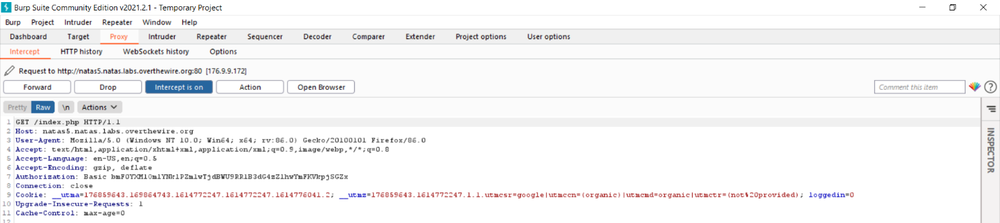 Burp Suite Community Edition v2021.2.1 - Temporary Project
Burp Project Intruder Repeater Window Help
Dashboard Target Proxy Intruder Repeater Sequencer Decoder Comparer Extender Project options User options
Intercept HTTP history WebSockets history Options
Request to http://natas5.natas.labs.overthewire.org:80 [176.9.9.172]
Forward Drop Intercept is on Action Open Browser Comment this item ?
Pretty Raw \n Actions
1 GET /index.php HTTP/1.1
2 Host: natas5.natas.labs.overthewire.org
3 User-Agent: Mozilla/5.0 (Windows NT 10.0; Win64; x64; rv:86.0) Gecko/20100101 Firefox/86.0
4 Accept: text/html,application/xhtml+xml,application/xml;q=0.9,image/webp,*/*;q=0.8
5 Accept-Language: en-US,en;q=0.5
6 Accept-Encoding: gzip, deflate
7 Authorization: Basic
8 Connection: close
9 Cookie: __utma=176859643.169864743.1614772247.1614772247.1614776041.2; __utmz=176859643.1614772247.1.1.utmcsr=google|utmccn=(organic)|utmcmd=organic|utmctr=(not%20provided); loggedin=0
10 Upgrade-Insecure-Requests: 1
11 Cache-Control: max-age=0
12
INSPECTOR